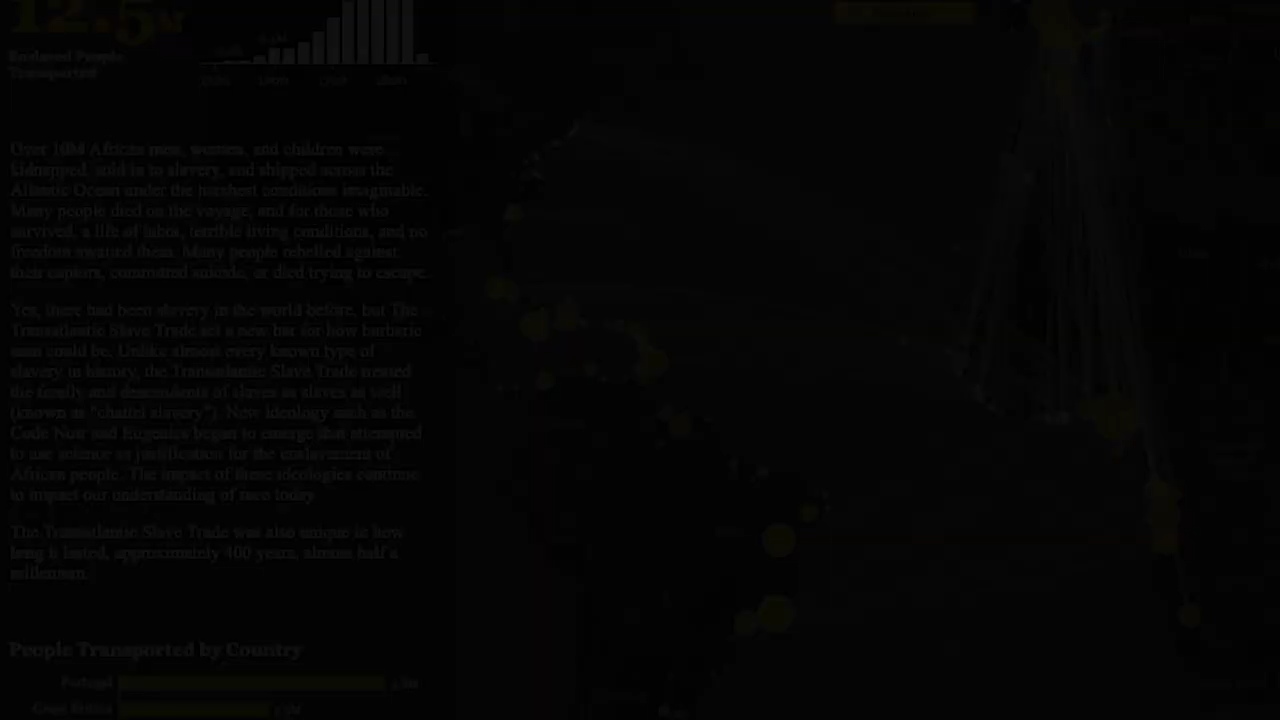 12.5M
Enslaved People
Transported
Over 10M African men, women, and children were
kidnapped, sold in to slavery, and shipped across the
Atlantic Ocean under the harshest conditions imaginable.
Many people died on the voyage, and for those who
survived, a life of labor, terrible living conditions, and no
freedom awaited them. Many people rebelled against
their captors, committed suicide, or died trying to escape.
Yes, there had been slavery in the world before, but The
Transatlantic Slave Trade set a new bar for how barbaric
man could be. Unlike almost every known type of
slavery in history, the Transatlantic Slave Trade treated
the family and descendents of slaves as slaves as well
(known as "chattel slavery"). New ideology such as the
Code Noir and Eugenics began to emerge that attempted
to use science as justification for the enslavement of
African people. The impact of these ideologies continue
to impact our understanding of race today.
The Transatlantic Slave Trade was also unique in how
long it lasted, approximately 400 years, almost half a
millennium.
People Transported by Country
Portugal
Great Britain